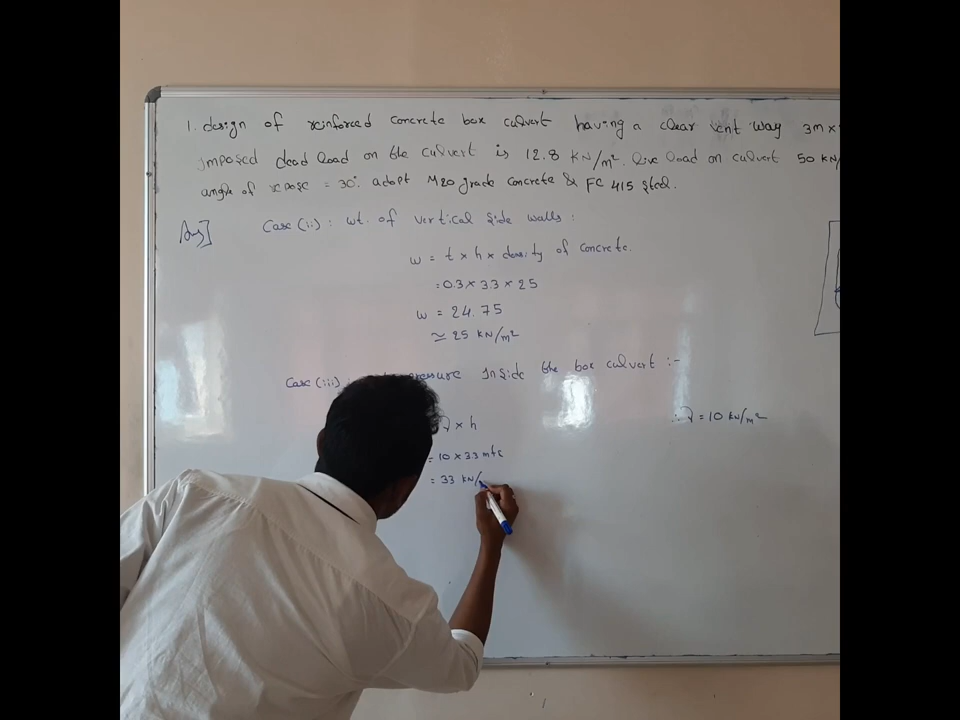 1. design of reinforced concrete box culvert having a clear vent way 3m x
imposed dead load on the culvert is 12.8 KN/m². live load on culvert 50 KN/
angle of repose = 30°. adopt M20 grade concrete & FC 415 steel.
Ans]
Case (ii): wt. of vertical side walls:
w = t x h x density of concrete.
= 0.3 x 3.3 x 25
w = 24.75
≃ 25 KN/m²
Case (iii) pressure Inside the box culvert :-
x h
∴ = 10 KN/m²
= 10 x 3.3 mts
= 33 KN/